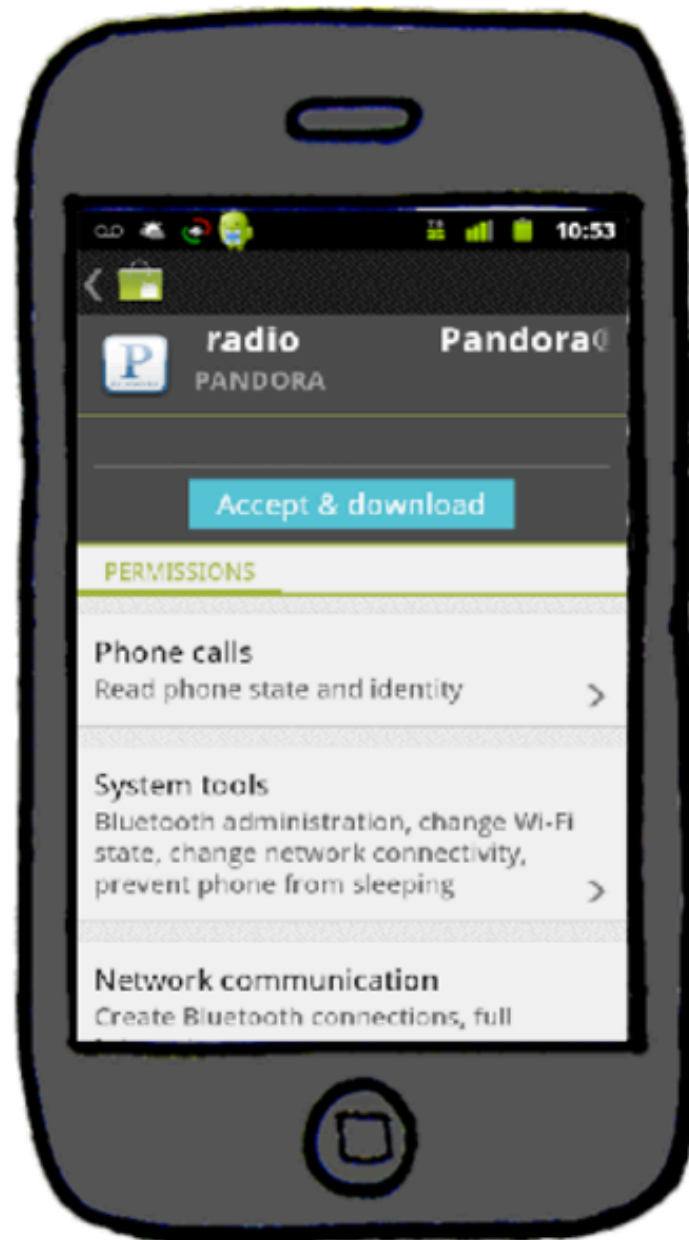 10:53
radio Pandora
PANDORA
Accept & download
PERMISSIONS
Phone calls
Read phone state and identity
System tools
Bluetooth administration, change Wi-Fi
state, change network connectivity,
prevent phone from sleeping
Network communication
Create Bluetooth connections, full